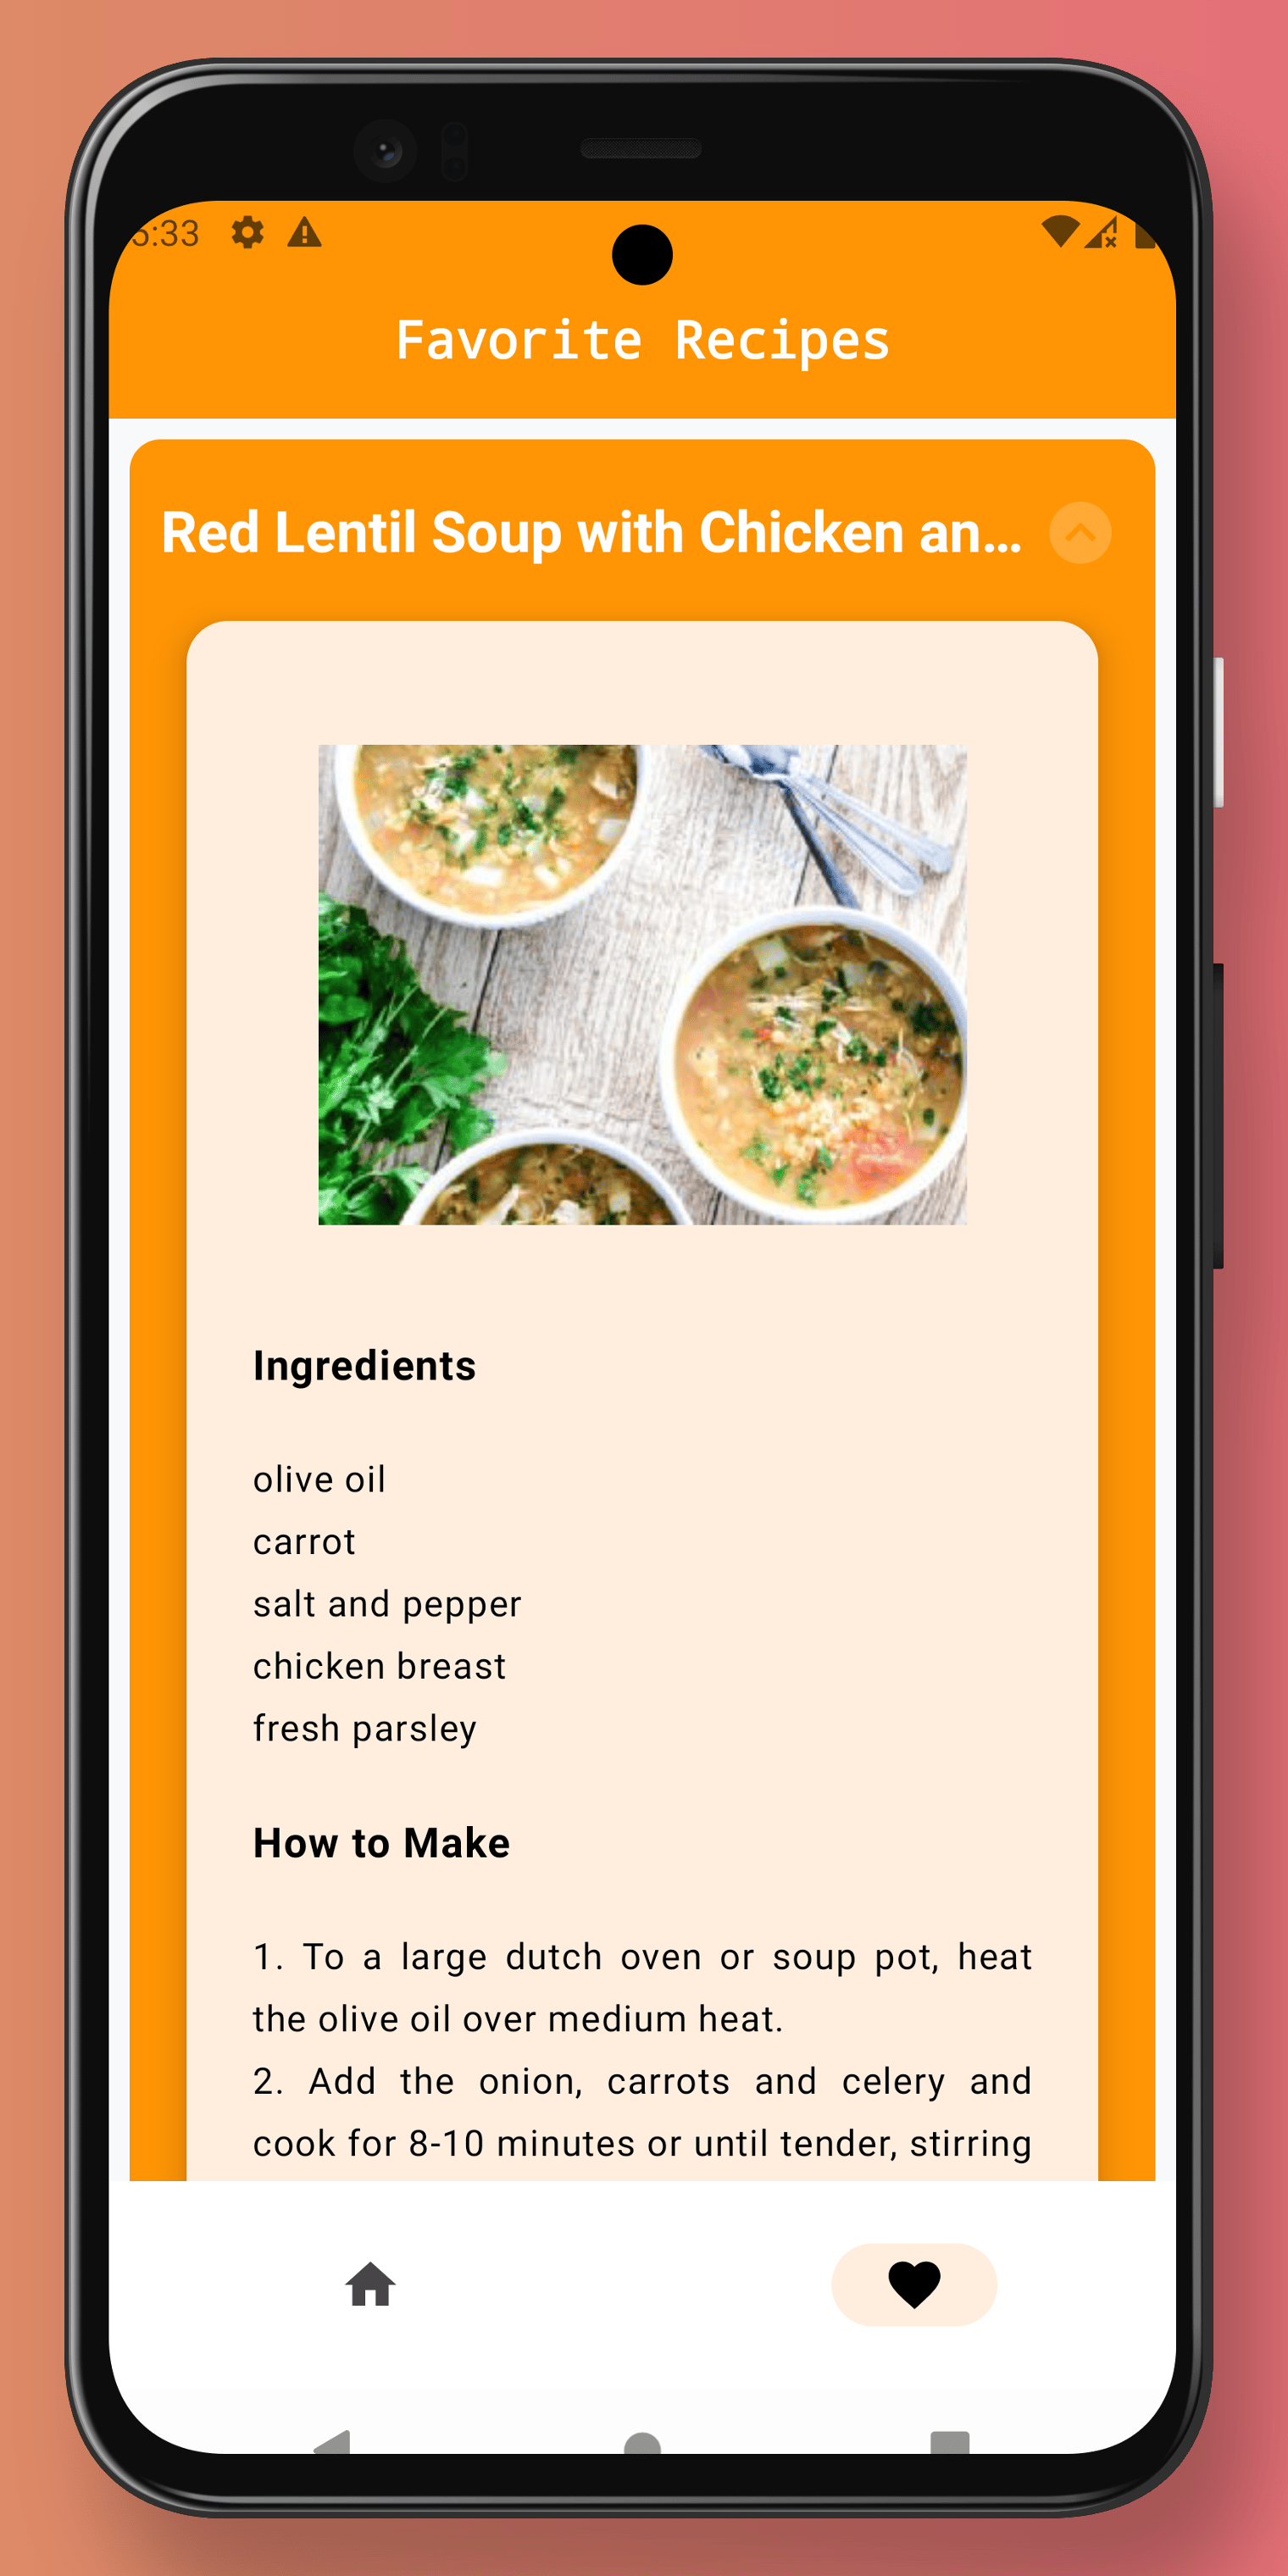 5:33
Favorite Recipes
Red Lentil Soup with Chicken an...
Ingredients
olive oil
carrot
salt and pepper
chicken breast
fresh parsley
How to Make
1. To a large dutch oven or soup pot, heat
the olive oil over medium heat.
2. Add the onion, carrots and celery and
cook for 8-10 minutes or until tender, stirring